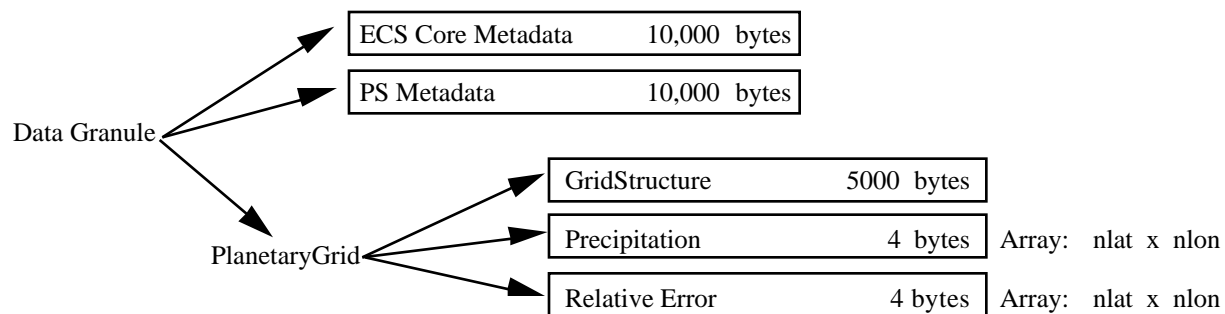 ECS Core Metadata 10,000 bytes
PS Metadata 10,000 bytes
Data Granule
GridStructure 5000 bytes
Precipitation 4 bytes Array: nlat x nlon
PlanetaryGrid
Relative Error 4 bytes Array: nlat x nlon